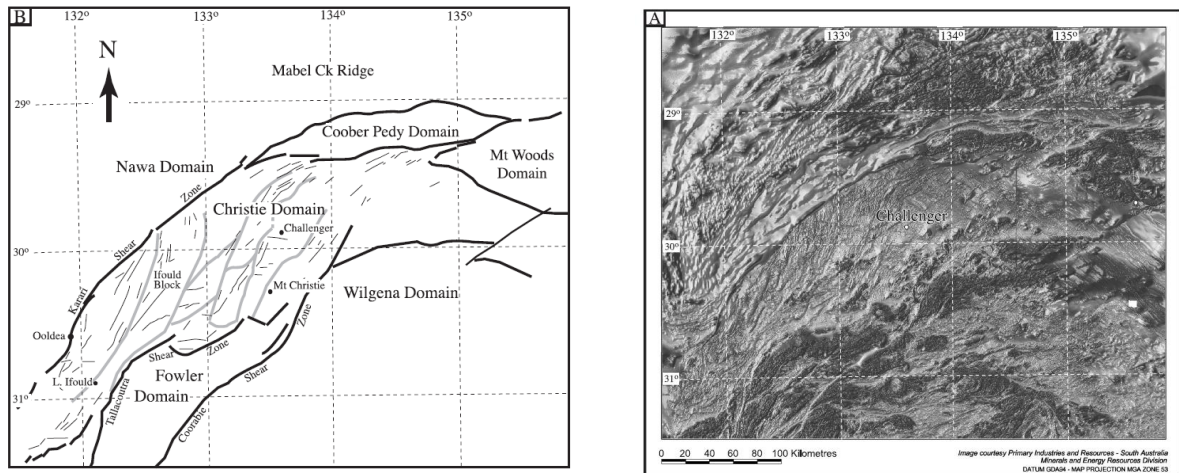 B
132º 133º 134º 135º
N
Mabel Ck Ridge
29º
Coober Pedy Domain
Nawa Domain
Mt Woods
Domain
Zone
Christie Domain
Challenger
Shear
30º
Ifould
Block
Mt Christie
Karari
Wilgena Domain
Ooldea
Zone
Shear
Zone
L. Ifould
Fowler
Domain
Shear
31º
Tallacoutra
Coorabie
A
132º 133º 134º 135º
29º
Challenger
30º
31º
0 20 40 60 80 100 Kilometres
Image courtesy Primary Industries and Resources - South Australia
Minerals and Energy Resources Division
DATUM GDA94 - MAP PROJECTION MGA ZONE 53